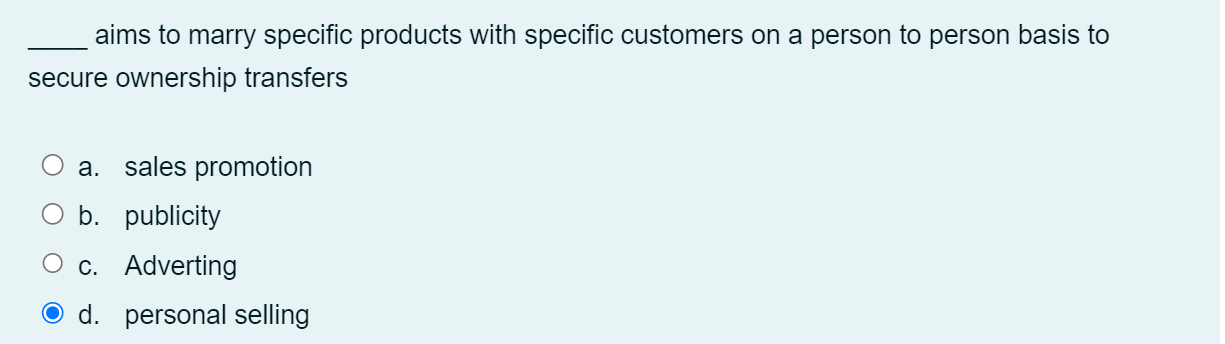 ____ aims to marry specific products with specific customers on a person to person basis to
secure ownership transfers
a. sales promotion
b. publicity
c. Adverting
d. personal selling